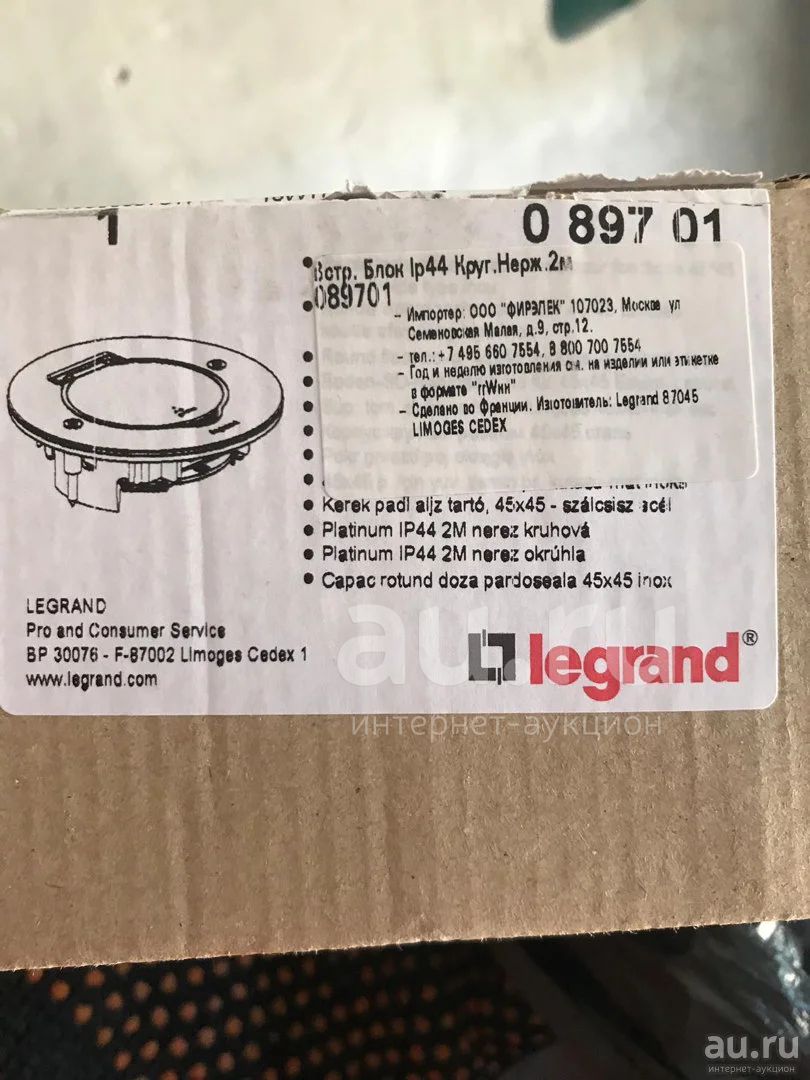 1
0 897 01
Встр. Блок Ip44 Круг.Нерж.2м
089701
– Импортер: ООО "ФИРЭЛЕК" 107023, Москва ул
Семеновская Малая, д.9, стр.12.
– тел.:+7 495 660 7554, 8 800 700 7554
– Год и неделю изготовления см. на изделии или этикетке
в формате "ггWнн"
– Сделано во Франции. Изготовитель: Legrand 87045
LIMOGES CEDEX
• Kerek padl aljz tartó, 45x45 - szálcsisz acél
• Platinum IP44 2M nerez kruhová
• Platinum IP44 2M nerez okrúhla
• Capac rotund doza pardoseala 45x45 inox
LEGRAND
Pro and Consumer Service
BP 30076 - F-87002 Limoges Cedex 1
www.legrand.com
legrand®
au.ru
интернет-аукцион
au.ru
интернет-аукцион